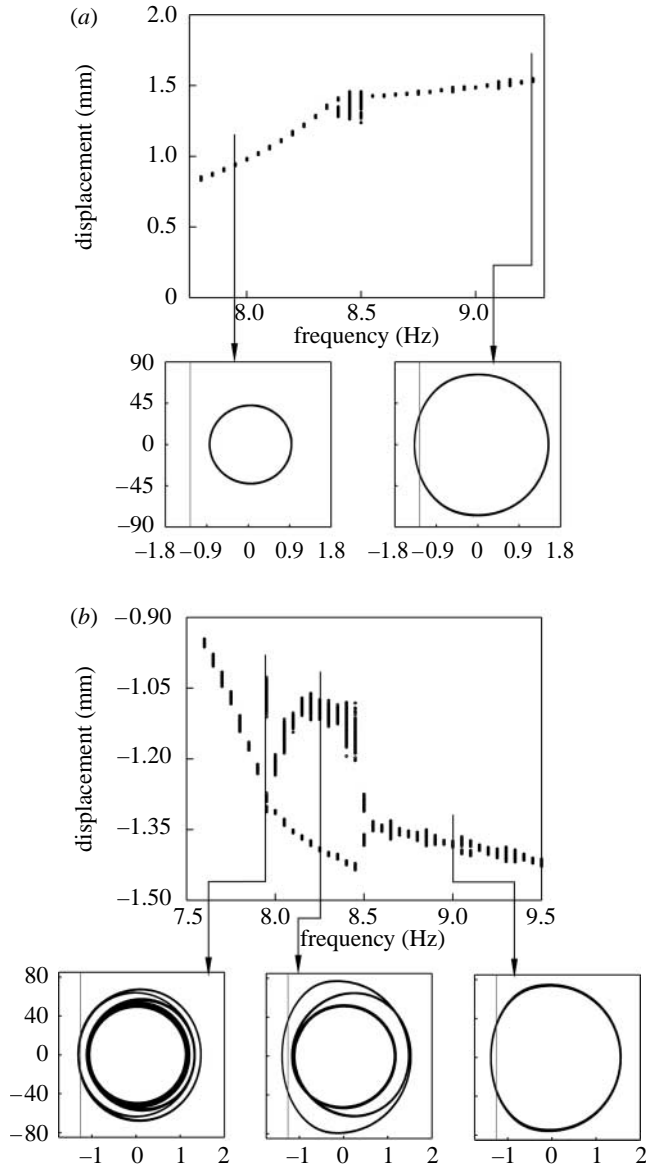 (a)
2.0
1.5
1.0
0.5
0
displacement (mm)
8.0 8.5 9.0
frequency (Hz)
90
45
0
–45
–90
–1.8 –0.9 0 0.9 1.8
–1.8 –0.9 0 0.9 1.8
(b)
–0.90
–1.05
–1.20
–1.35
–1.50
displacement (mm)
7.5 8.0 8.5 9.0 9.5
frequency (Hz)
80
40
0
–40
–80
–1 0 1 2
–1 0 1 2
–1 0 1 2